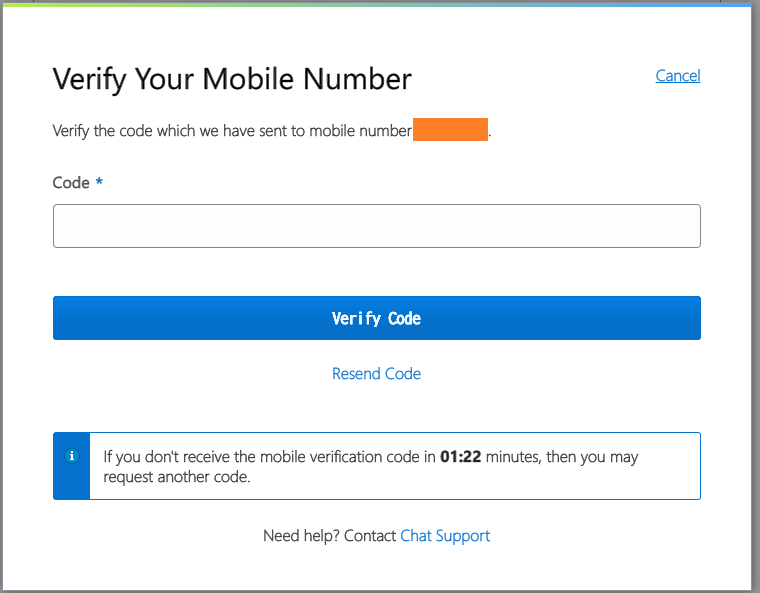 Verify Your Mobile Number
Cancel
Verify the code which we have sent to mobile number .
Code *
Verify Code
Resend Code
If you don't receive the mobile verification code in 01:22 minutes, then you may
request another code.
Need help? Contact Chat Support